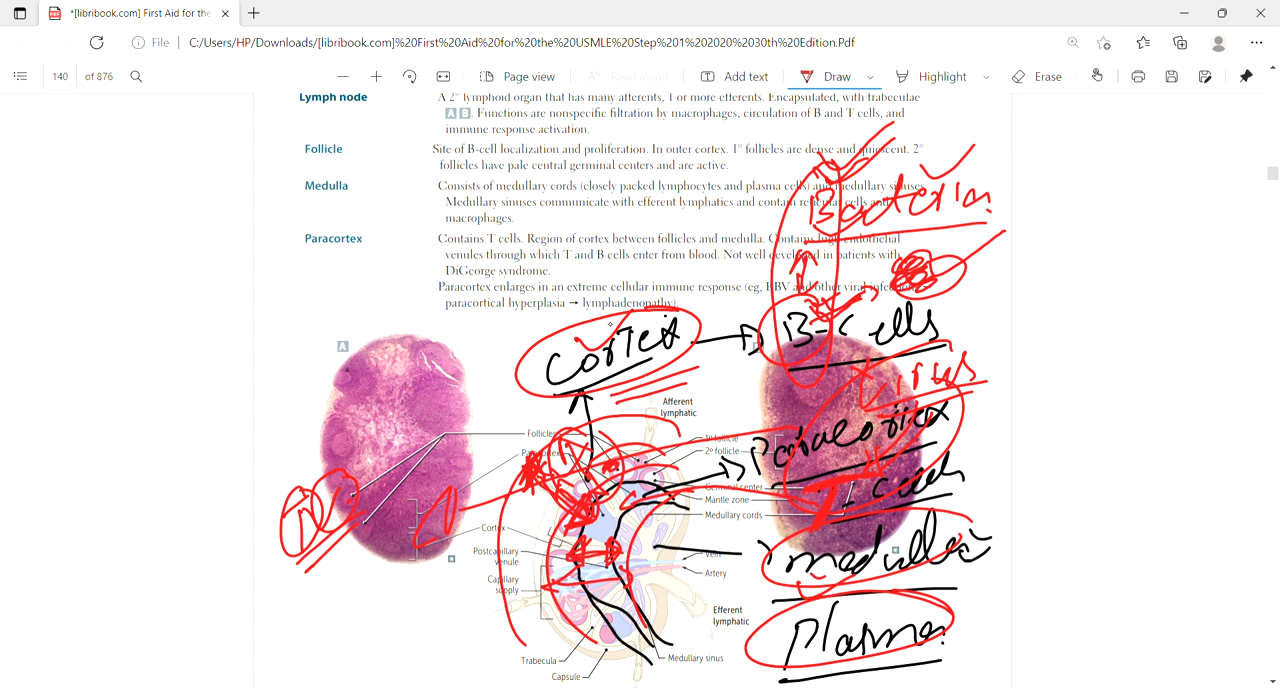 *[libribook.com] First Aid for the
File
C:/Users/HP/Downloads/[libribook.com]%20First%20Aid%20for%20the%20USMLE%20Step%201%202020%2030th%20Edition.Pdf
140 of 876
Page view
Read aloud
Add text
Draw
Highlight
Erase
Lymph node
A 2° lymphoid organ that has many afferents, 1 or more efferents. Encapsulated, with trabeculae
A B. Functions are nonspecific filtration by macrophages, circulation of B and T cells, and
immune response activation.
Follicle
Site of B-cell localization and proliferation. In outer cortex. 1° follicles are dense and quiescent. 2°
follicles have pale central germinal centers and are active.
Medulla
Consists of medullary cords (closely packed lymphocytes and plasma cells) and medullary sinuses.
Medullary sinuses communicate with efferent lymphatics and contain reticular cells and
macrophages.
Paracortex
Contains T cells. Region of cortex between follicles and medulla. Contains high endothelial
venules through which T and B cells enter from blood. Not well developed in patients with
DiGeorge syndrome.
Paracortex enlarges in an extreme cellular immune response (eg, EBV and other viral infections
paracortical hyperplasia → lymphadenopathy).
Bacteria
Cortex
B-cells
Virus
A
Afferent
lymphatic
Follicles
1° follicle
2° follicle
Paracortex
Germinal center
Mantle zone
Medullary cords
T-cells
Cortex
Postcapillary
venule
Capillary
supply
Vein
Artery
medulla
Efferent
lymphatic
Plasma
Trabecula
Capsule
Medullary sinus